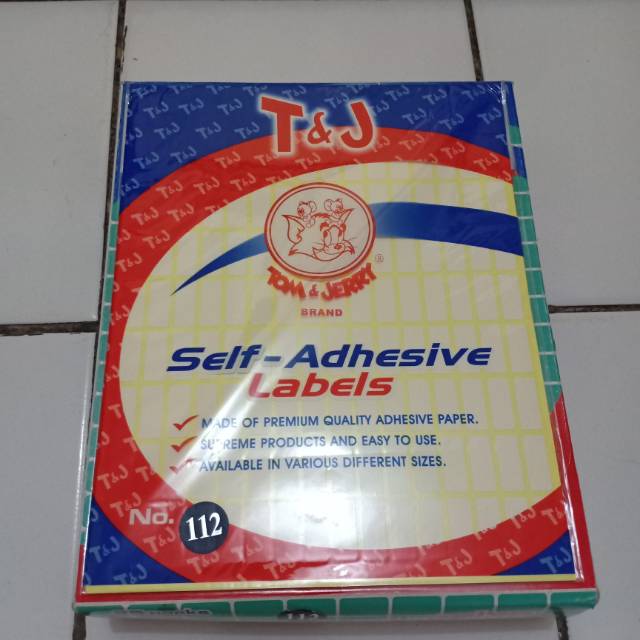 T&J
TOM & JERRY ®
BRAND
Self-Adhesive
Labels
MADE OF PREMIUM QUALITY ADHESIVE PAPER.
SUPREME PRODUCTS AND EASY TO USE.
AVAILABLE IN VARIOUS DIFFERENT SIZES.
No. 112
T&J